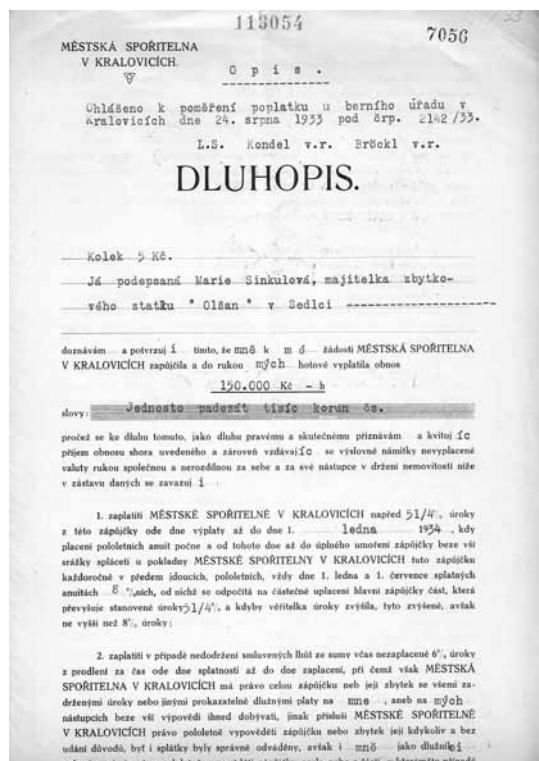 113054
7056
MĚSTSKÁ SPOŘITELNA
V KRALOVICÍCH.
Opis.
Ohlášeno k poměření poplatku u berního úřadu v
Kralovicích dne 24. srpna 1933 pod črp. 2142/33.
L.S. Kondel v.r. Bröckl v.r.
DLUHOPIS.
Kolek 5 Kč.
Já podepsaná Marie Sinkulová, majitelka zbytko-
vého statku " Olšan " v Sedlci ------------------
doznávám a potvrzuji tímto, že mně k mé žádosti MĚSTSKÁ SPOŘITELNA
V KRALOVICÍCH zapůjčila a do rukou mých hotově vyplatila obnos
150.000 Kč - h
slovy: Jednosto padesát tisíc korun čs.
pročež se ke dluhu tomuto, jako dluhu pravému a skutečnému přiznávám a kvitujíc
příjem obnosu shora uvedeného a zároveň vzdávajíc se výslovně námitky nevyplacené
valuty rukou společnou a nerozdílnou za sebe a za své nástupce v držení nemovitostí níže
v zástavu daných se zavazuji :
1. zaplatiti MĚSTSKÉ SPOŘITELNĚ V KRALOVICÍCH napřed 51/4%, úroky
z této zápůjčky ode dne výplaty až do dne 1. ledna 1934, kdy
placení pololetních anuit počne a od tohoto dne až do úplného umoření zápůjčky beze vší
srážky spláceti u pokladny MĚSTSKÉ SPOŘITELNY V KRALOVICÍCH tuto zápůjčku
každoročně v předem jdoucích, pololetních, vždy dne 1. ledna a 1. července splatných
anuitách 8 %ních, od nichž se odpočítá na částečné uplacení hlavní zápůjčky část, která
převyšuje stanovené úroky 51/4% a kdyby věřitelka úroky zvýšila, tyto zvýšené, avšak
ne vyšší než 8%, úroky;
2. zaplatiti v případě nedodržení smluvených lhůt ze sumy včas nezaplacené 6%, úroky
z prodlení za čas ode dne splatnosti až do dne zaplacení, při čemž však MĚSTSKÁ
SPOŘITELNA V KRALOVICÍCH má právo celou zápůjčku neb její zbytek se všemi za-
drženými úroky nebo jinými prokazatelně dlužnými platy na mne, aneb na mých
nástupcích beze vší výpovědi ihned dobývati, jinak přísluší MĚSTSKÉ SPOŘITELNĚ
V KRALOVICÍCH právo pololetně vypověděti zápůjčku nebo zbytek její kdykoliv a bez
udání důvodů, byť i splátky byly správně odváděny, avšak i mně jako dlužníci